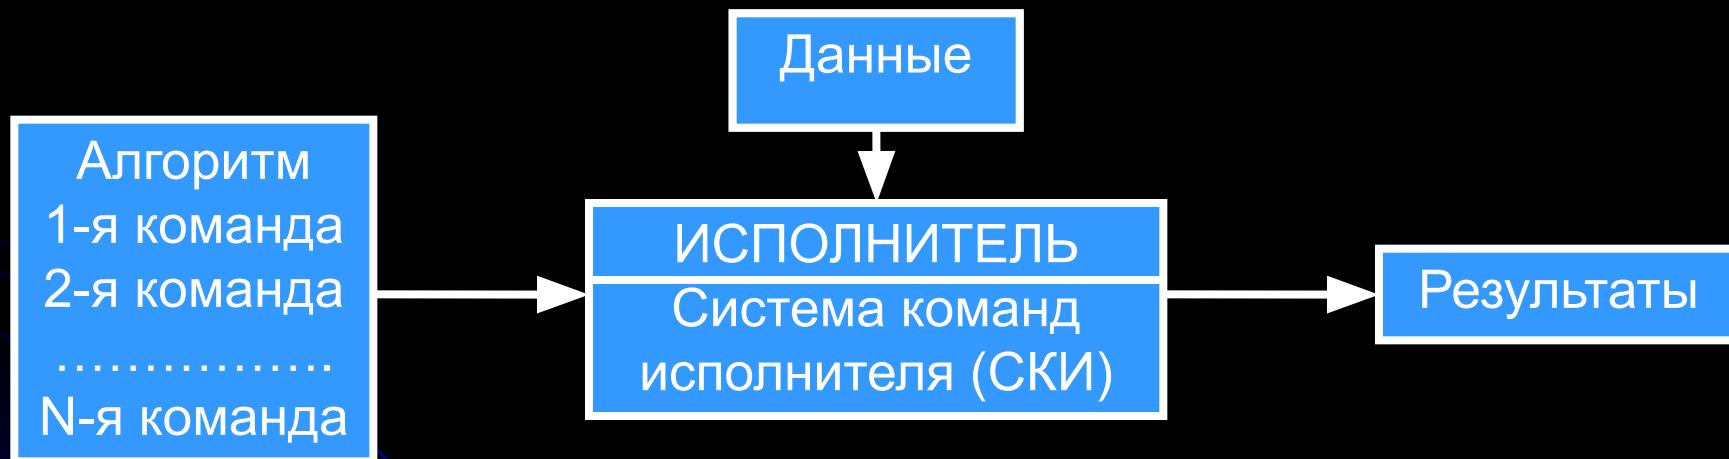 Данные
Алгоритм
1-я команда
2-я команда
................
N-я команда
ИСПОЛНИТЕЛЬ
Система команд
исполнителя (СКИ)
Результаты